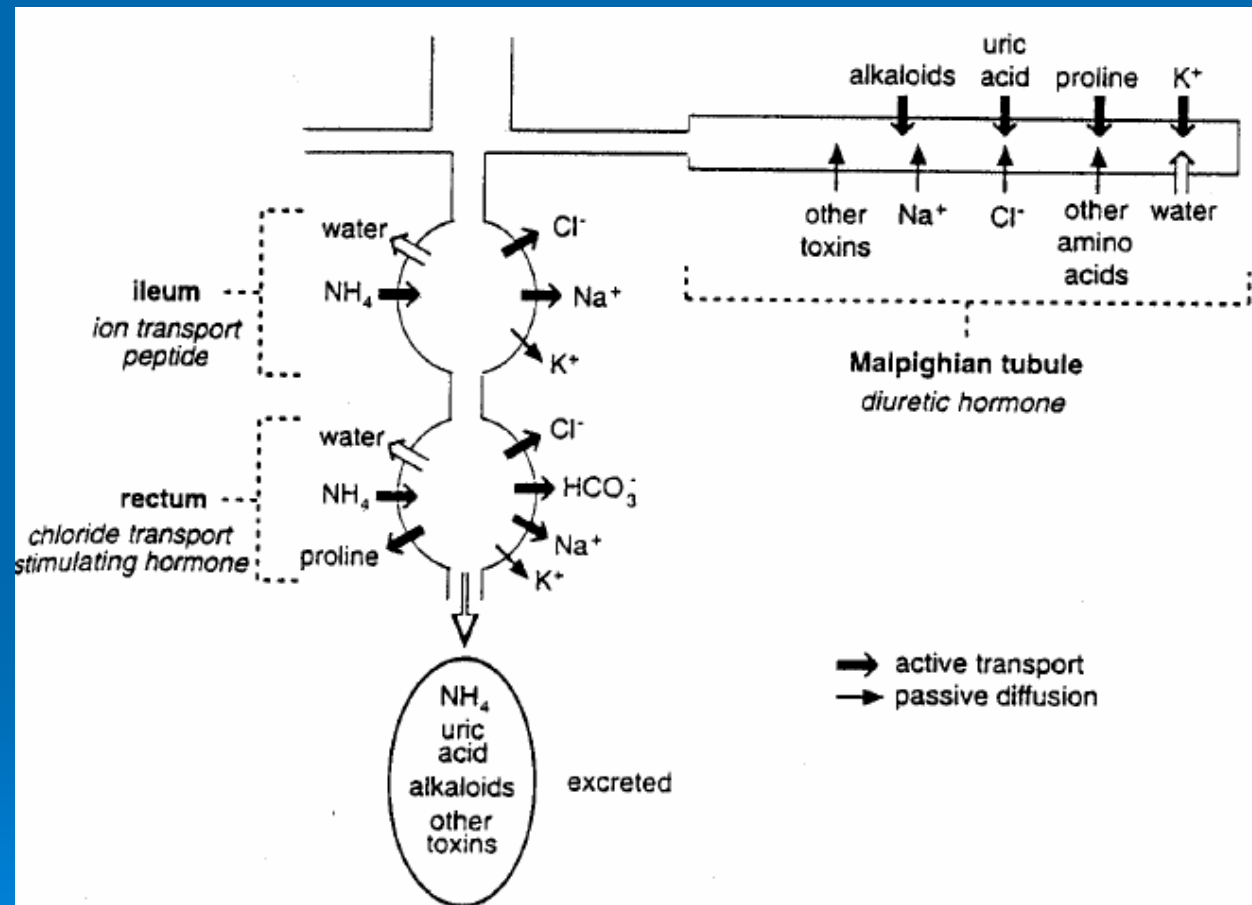 alkaloids
uric
acid
proline
K⁺
other
toxins
Na⁺
Cl⁻
other
amino
acids
water
Malpighian tubule
diuretic hormone
water
Cl⁻
ileum
ion transport
peptide
NH₄
Na⁺
K⁺
water
Cl⁻
rectum
chloride transport
stimulating hormone
NH₄
HCO₃⁻
proline
Na⁺
K⁺
active transport
passive diffusion
NH₄
uric
acid
alkaloids
other
toxins
excreted